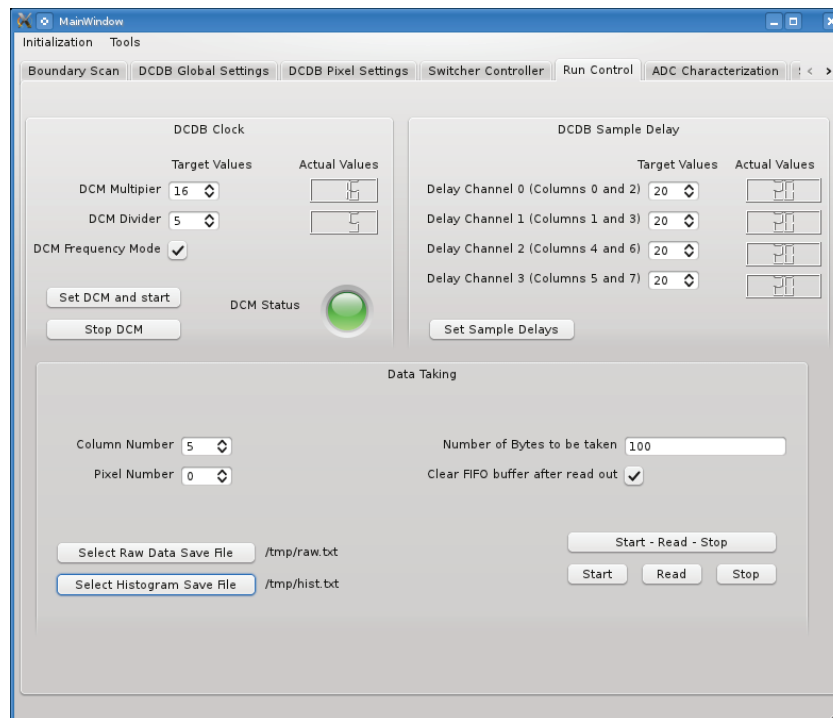 MainWindow
Initialization Tools
Boundary Scan DCDB Global Settings DCDB Pixel Settings Switcher Controller Run Control ADC Characterization
DCDB Clock
Target Values Actual Values
DCM Multipier 16 16
DCM Divider 5 5
DCM Frequency Mode
Set DCM and start
Stop DCM
DCM Status
DCDB Sample Delay
Target Values Actual Values
Delay Channel 0 (Columns 0 and 2) 20 20
Delay Channel 1 (Columns 1 and 3) 20 20
Delay Channel 2 (Columns 4 and 6) 20 20
Delay Channel 3 (Columns 5 and 7) 20 20
Set Sample Delays
Data Taking
Column Number 5
Pixel Number 0
Number of Bytes to be taken 100
Clear FIFO buffer after read out
Select Raw Data Save File /tmp/raw.txt
Select Histogram Save File /tmp/hist.txt
Start - Read - Stop
Start Read Stop